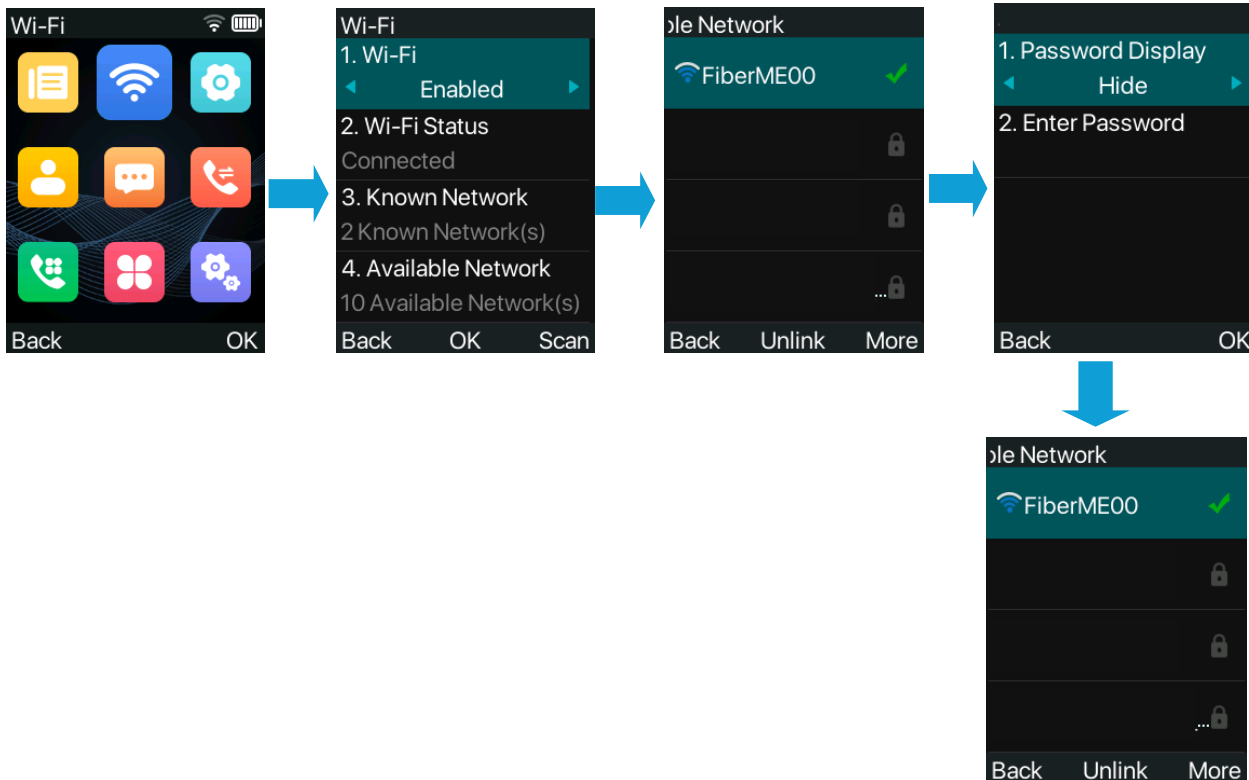 Wi-Fi
Back OK
Wi-Fi
1. Wi-Fi
Enabled
2. Wi-Fi Status
Connected
3. Known Network
2 Known Network(s)
4. Available Network
10 Available Network(s)
Back OK Scan
ple Network
FiberME00
...
Back Unlink More
1. Password Display
Hide
2. Enter Password
Back OK
ple Network
FiberME00
...
Back Unlink More